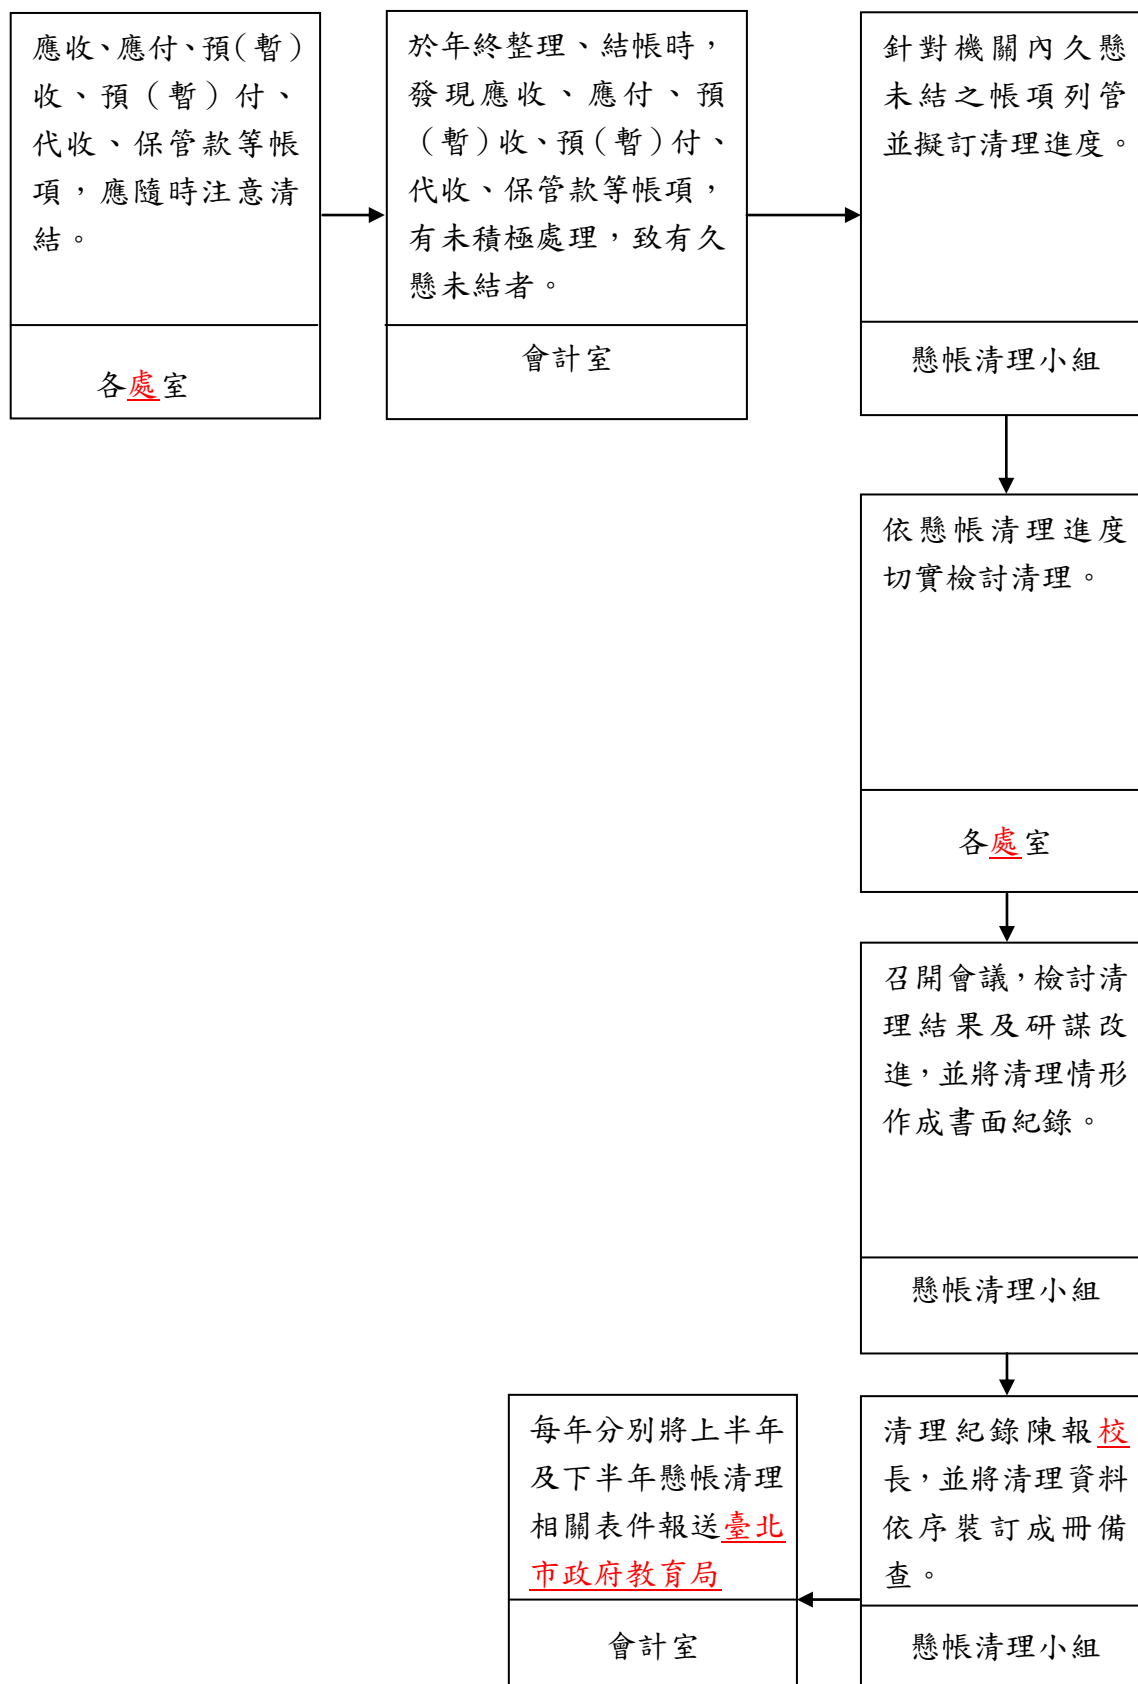 應收、應付、預(暫)
收、預（暫）付、
代收、保管款等帳
項，應隨時注意清
結。
各處室
於年終整理、結帳時，
發現應收、應付、預
（暫）收、預（暫）付、
代收、保管款等帳項，
有未積極處理，致有久
懸未結者。
會計室
針對機關內久懸
未結之帳項列管
並擬訂清理進度。
懸帳清理小組
依懸帳清理進度
切實檢討清理。
各處室
召開會議，檢討清
理結果及研謀改
進，並將清理情形
作成書面紀錄。
懸帳清理小組
清理紀錄陳報校
長，並將清理資料
依序裝訂成冊備
查。
懸帳清理小組
每年分別將上半年
及下半年懸帳清理
相關表件報送臺北
市政府教育局
會計室